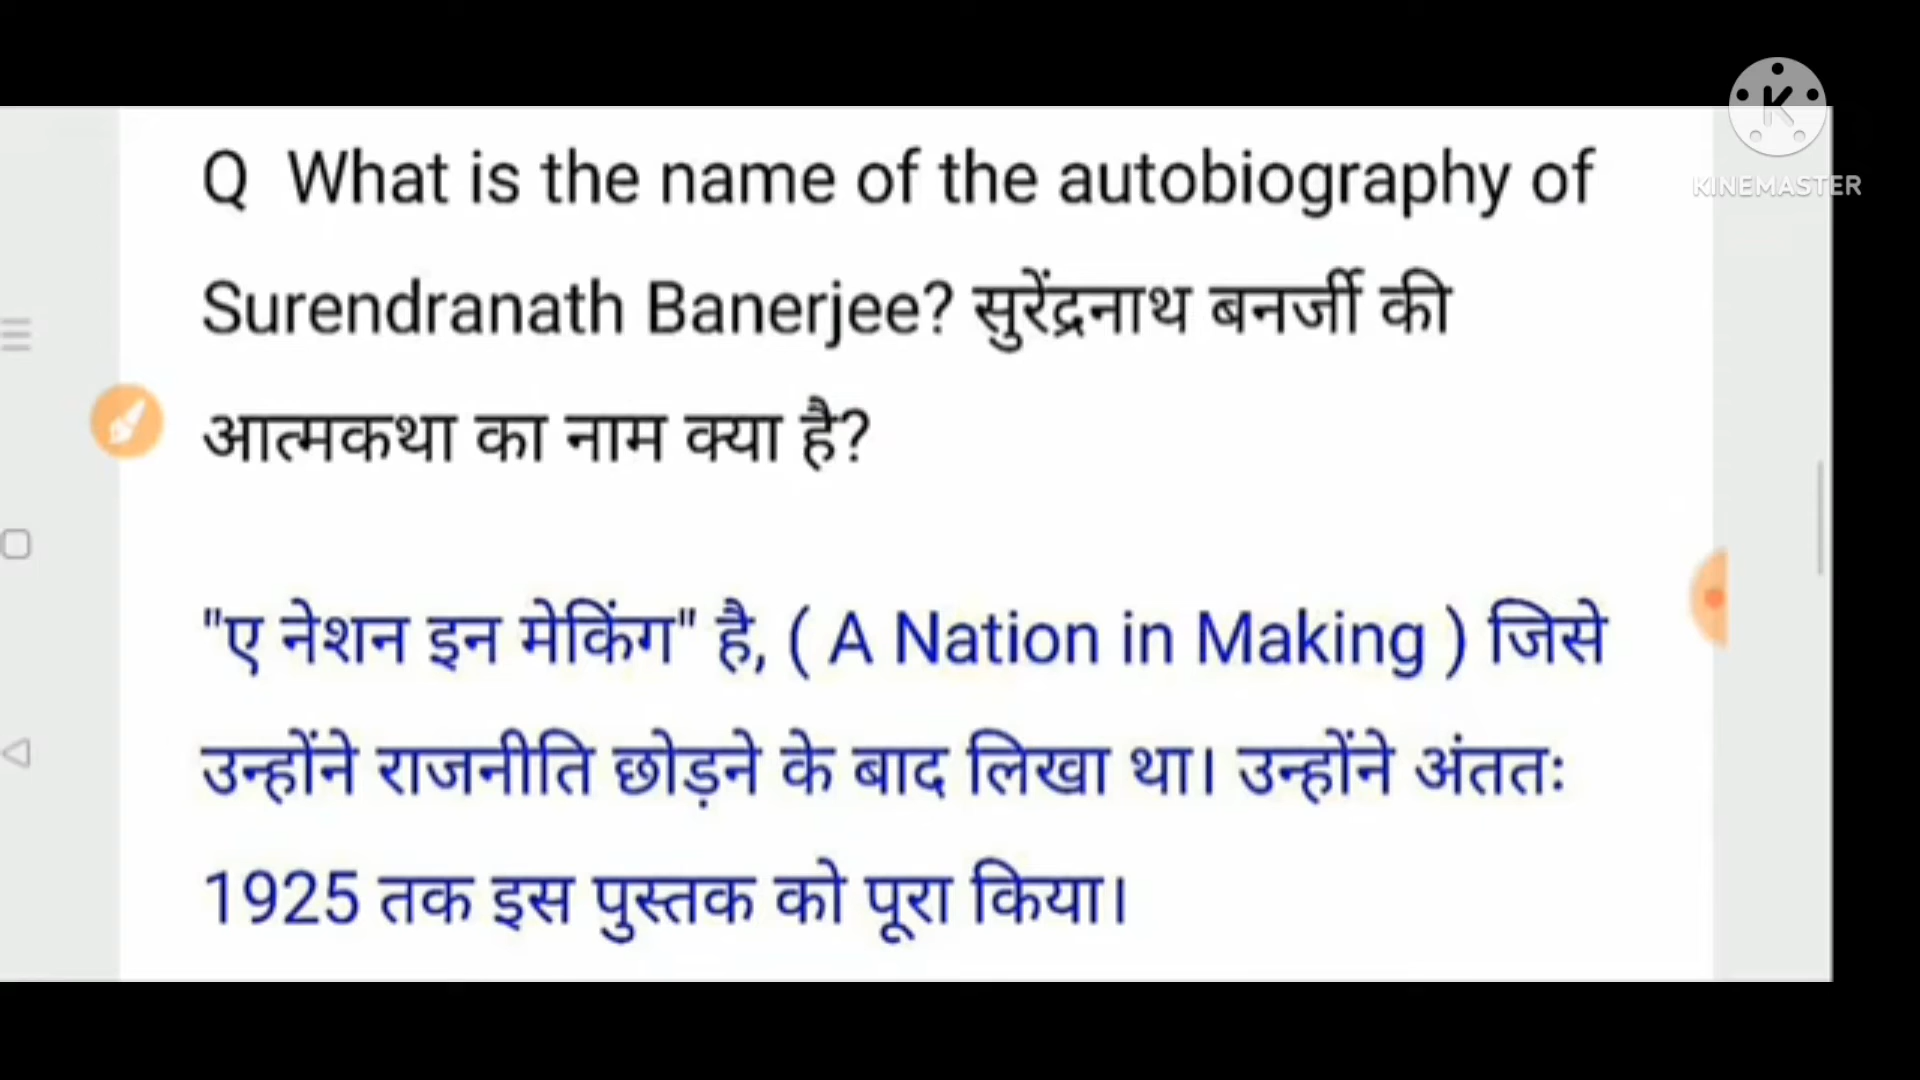 K
KINEMASTER
Q What is the name of the autobiography of
Surendranath Banerjee? सुरेंद्रनाथ बनर्जी की
आत्मकथा का नाम क्या है?
"ए नेशन इन मेकिंग" है, ( A Nation in Making ) जिसे
उन्होंने राजनीति छोड़ने के बाद लिखा था। उन्होंने अंततः
1925 तक इस पुस्तक को पूरा किया।